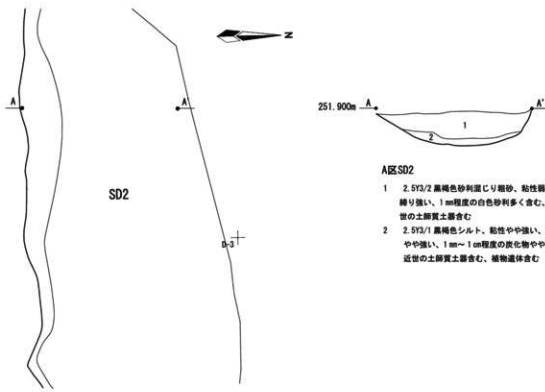 N
A
A'
SD2
D-3
251.900m
A
A'
1
2
A区SD2
1 2.5Y3/2 黒褐色砂利混じり粗砂、粘性弱
締り強い、1mm程度の白色砂利多く含む、
世の土師質土器含む
2 2.5Y3/1 黒褐色シルト、粘性やや強い、
やや強い、1mm～1cm程度の炭化物やや
近世の土師質土器含む、植物遺体含む